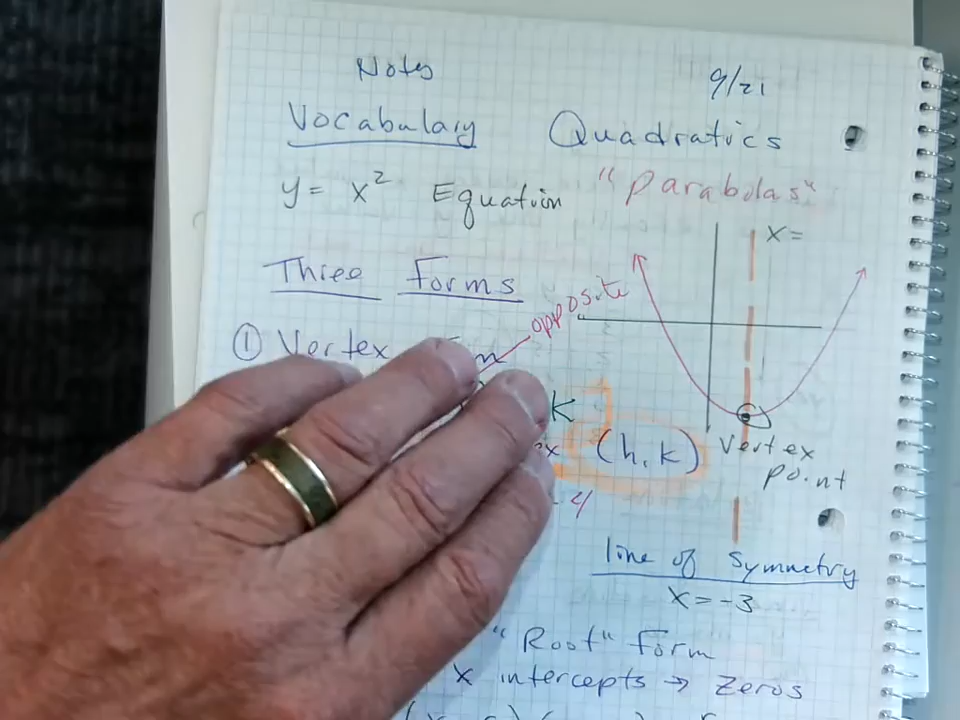 Notes 9/21
Vocabulary Quadratics
y = x² Equation "parabolas"
x =
Three Forms
opposite
① Vertex
k
(h,k) Vertex
point
- 4
line of symmetry
x = -3
"Root" form
x intercepts → Zeros